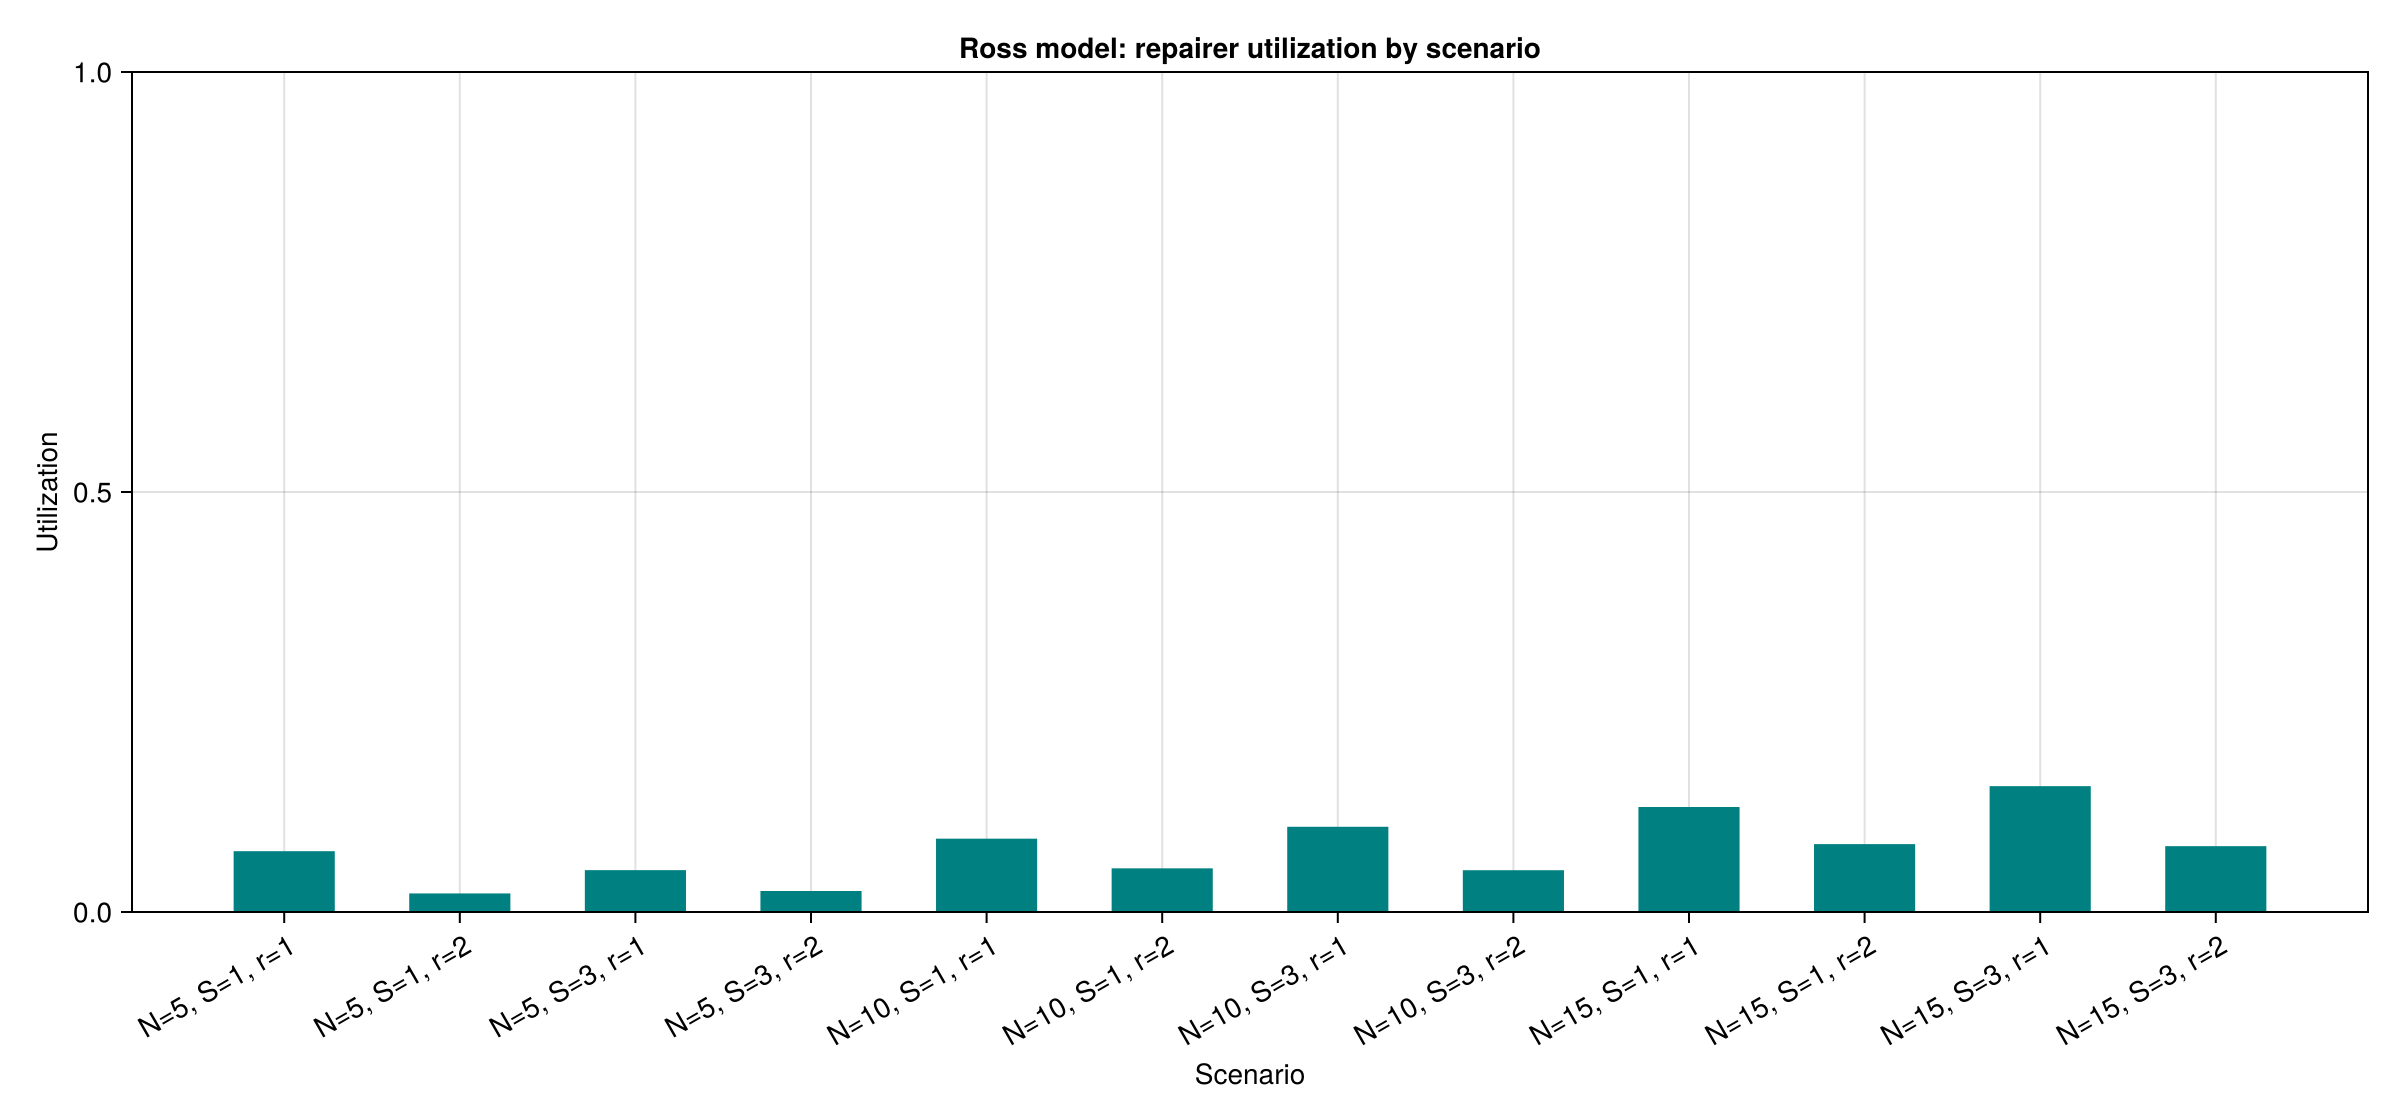 Ross model: repairer utilization by scenario
1.0
0.5
0.0
Utilization
N=5, S=1, r=1
N=5, S=1, r=2
N=5, S=3, r=1
N=5, S=3, r=2
N=10, S=1, r=1
N=10, S=1, r=2
N=10, S=3, r=1
N=10, S=3, r=2
N=15, S=1, r=1
N=15, S=1, r=2
N=15, S=3, r=1
N=15, S=3, r=2
Scenario